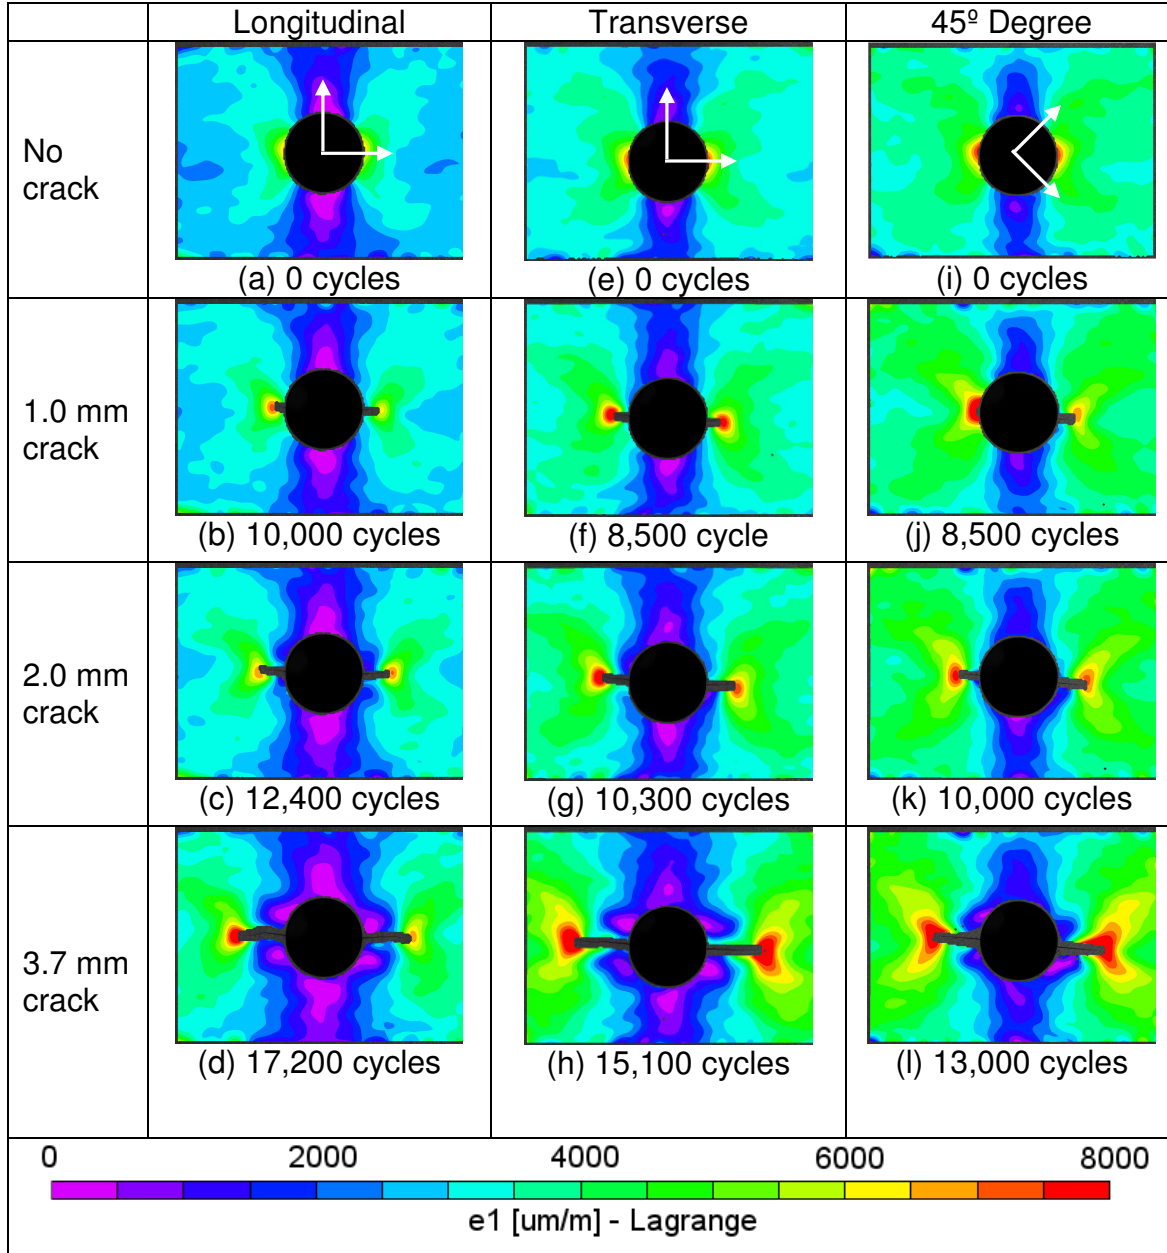 Longitudinal Transverse 45º Degree
No
crack
(a) 0 cycles (e) 0 cycles (i) 0 cycles
1.0 mm
crack
(b) 10,000 cycles (f) 8,500 cycle (j) 8,500 cycles
2.0 mm
crack
(c) 12,400 cycles (g) 10,300 cycles (k) 10,000 cycles
3.7 mm
crack
(d) 17,200 cycles (h) 15,100 cycles (l) 13,000 cycles
0 2000 4000 6000 8000
e1 [um/m] - Lagrange